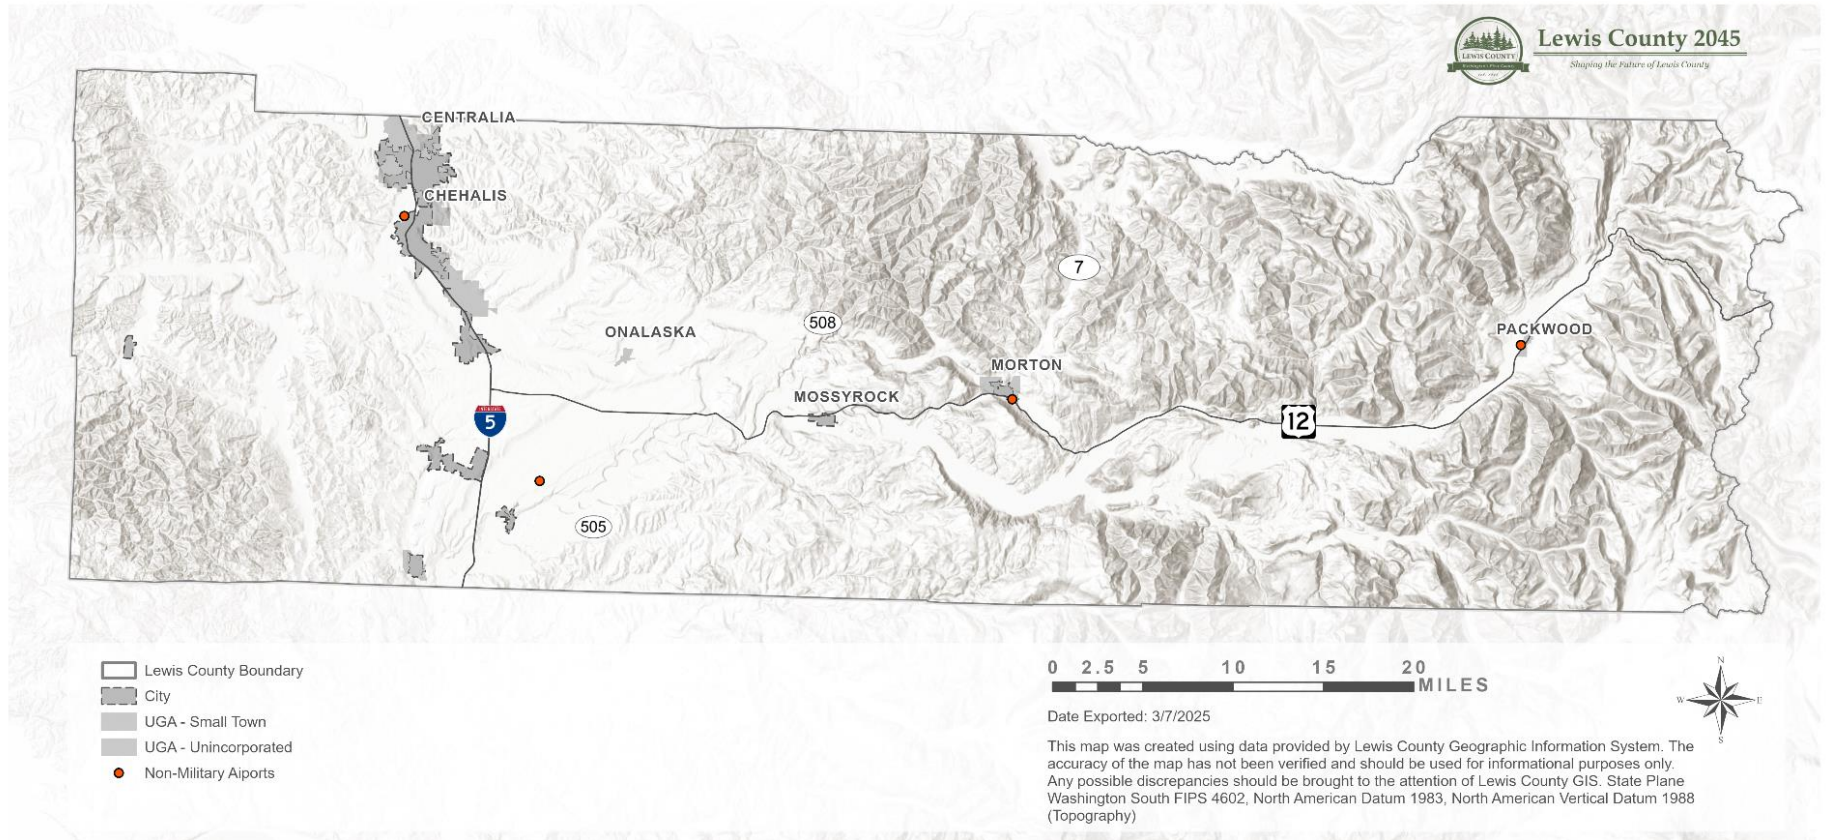 Lewis County 2045
Shaping the Future of Lewis County
LEWIS COUNTY
CENTRALIA
CHEHALIS
7
508
ONALASKA
PACKWOOD
MORTON
MOSSYROCK
INTERSTATE
5
12
505
Lewis County Boundary
City
UGA - Small Town
UGA - Unincorporated
Non-Military Aiports
0 2.5 5 10 15 20
MILES
N
W E
S
Date Exported: 3/7/2025
This map was created using data provided by Lewis County Geographic Information System. The
accuracy of the map has not been verified and should be used for informational purposes only.
Any possible discrepancies should be brought to the attention of Lewis County GIS. State Plane
Washington South FIPS 4602, North American Datum 1983, North American Vertical Datum 1988
(Topography)